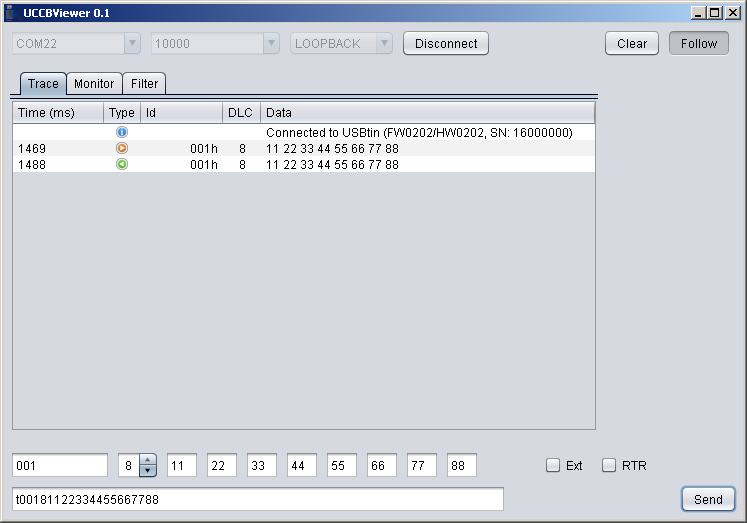 UCCBViewer 0.1
COM22 10000 LOOPBACK Disconnect Clear Follow
Trace Monitor Filter
Time (ms) Type Id DLC Data
Connected to USBtin (FW0202/HW0202, SN: 16000000)
1469 001h 8 11 22 33 44 55 66 77 88
1488 001h 8 11 22 33 44 55 66 77 88
001 8 11 22 33 44 55 66 77 88 Ext RTR
t00181122334455667788 Send